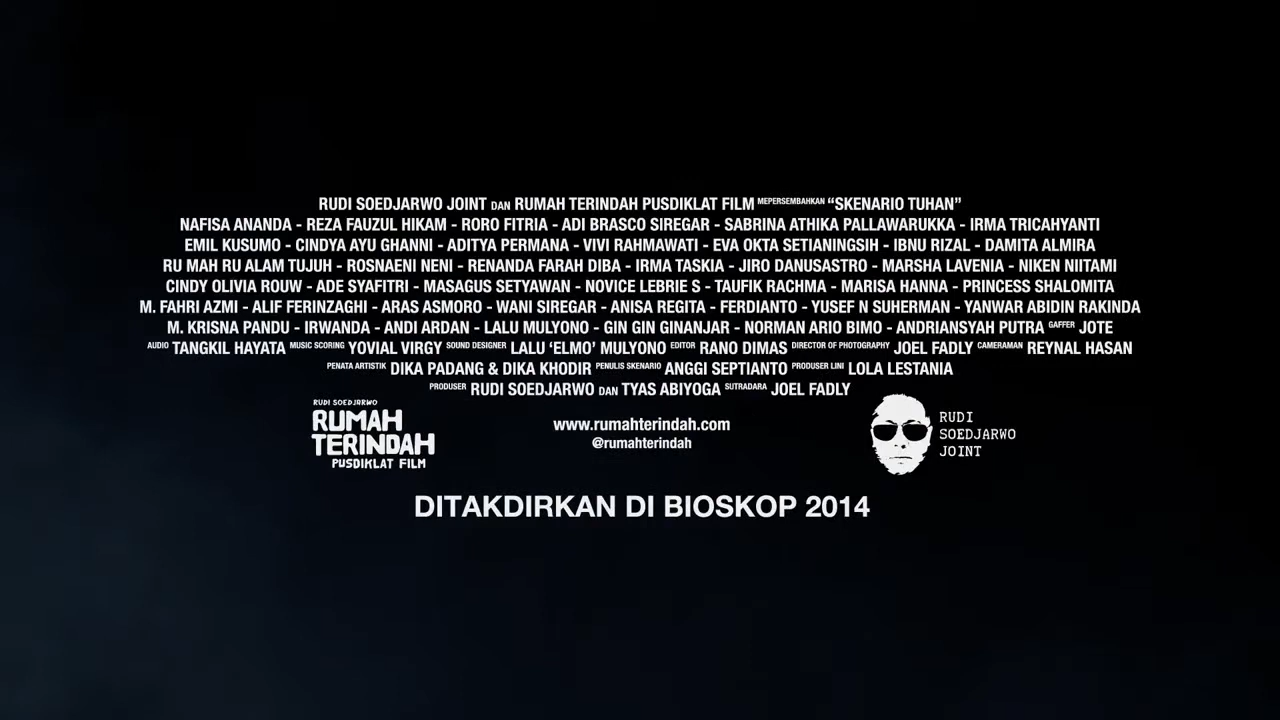 RUDI SOEDJARWO JOINT DAN RUMAH TERINDAH PUSDIKLAT FILM MEPERSEMBAHKAN “SKENARIO TUHAN”
NAFISA ANANDA - REZA FAUZUL HIKAM - RORO FITRIA - ADI BRASCO SIREGAR - SABRINA ATHIKA PALLAWARUKKA - IRMA TRICAHYANTI
EMIL KUSUMO - CINDYA AYU GHANNI - ADITYA PERMANA - VIVI RAHMAWATI - EVA OKTA SETIANINGSIH - IBNU RIZAL - DAMITA ALMIRA
RU MAH RU ALAM TUJUH - ROSNAENI NENI - RENANDA FARAH DIBA - IRMA TASKIA - JIRO DANUSASTRO - MARSHA LAVENIA - NIKEN NIITAMI
CINDY OLIVIA ROUW - ADE SYAFITRI - MASAGUS SETYAWAN - NOVICE LEBRIE S - TAUFIK RACHMA - MARISA HANNA - PRINCESS SHALOMITA
M. FAHRI AZMI - ALIF FERINZAGHI - ARAS ASMORO - WANI SIREGAR - ANISA REGITA - FERDIANTO - YUSEF N SUHERMAN - YANWAR ABIDIN RAKINDA
M. KRISNA PANDU - IRWANDA - ANDI ARDAN - LALU MULYONO - GIN GIN GINANJAR - NORMAN ARIO BIMO - ANDRIANSYAH PUTRA GAFFER JOTE
AUDIO TANGKIL HAYATA MUSIC SCORING YOVIAL VIRGY SOUND DESIGNER LALU ‘ELMO’ MULYONO EDITOR RANO DIMAS DIRECTOR OF PHOTOGRAPHY JOEL FADLY CAMERAMAN REYNAL HASAN
PENATA ARTISTIK DIKA PADANG & DIKA KHODIR PENULIS SKENARIO ANGGI SEPTIANTO PRODUSER LINI LOLA LESTANIA
PRODUSER RUDI SOEDJARWO DAN TYAS ABIYOGA SUTRADARA JOEL FADLY
RUDI SOEDJARWO
RUMAH
TERINDAH
PUSDIKLAT FILM
www.rumahterindah.com
@rumahterindah
RUDI
SOEDJARWO
JOINT
DITAKDIRKAN DI BIOSKOP 2014